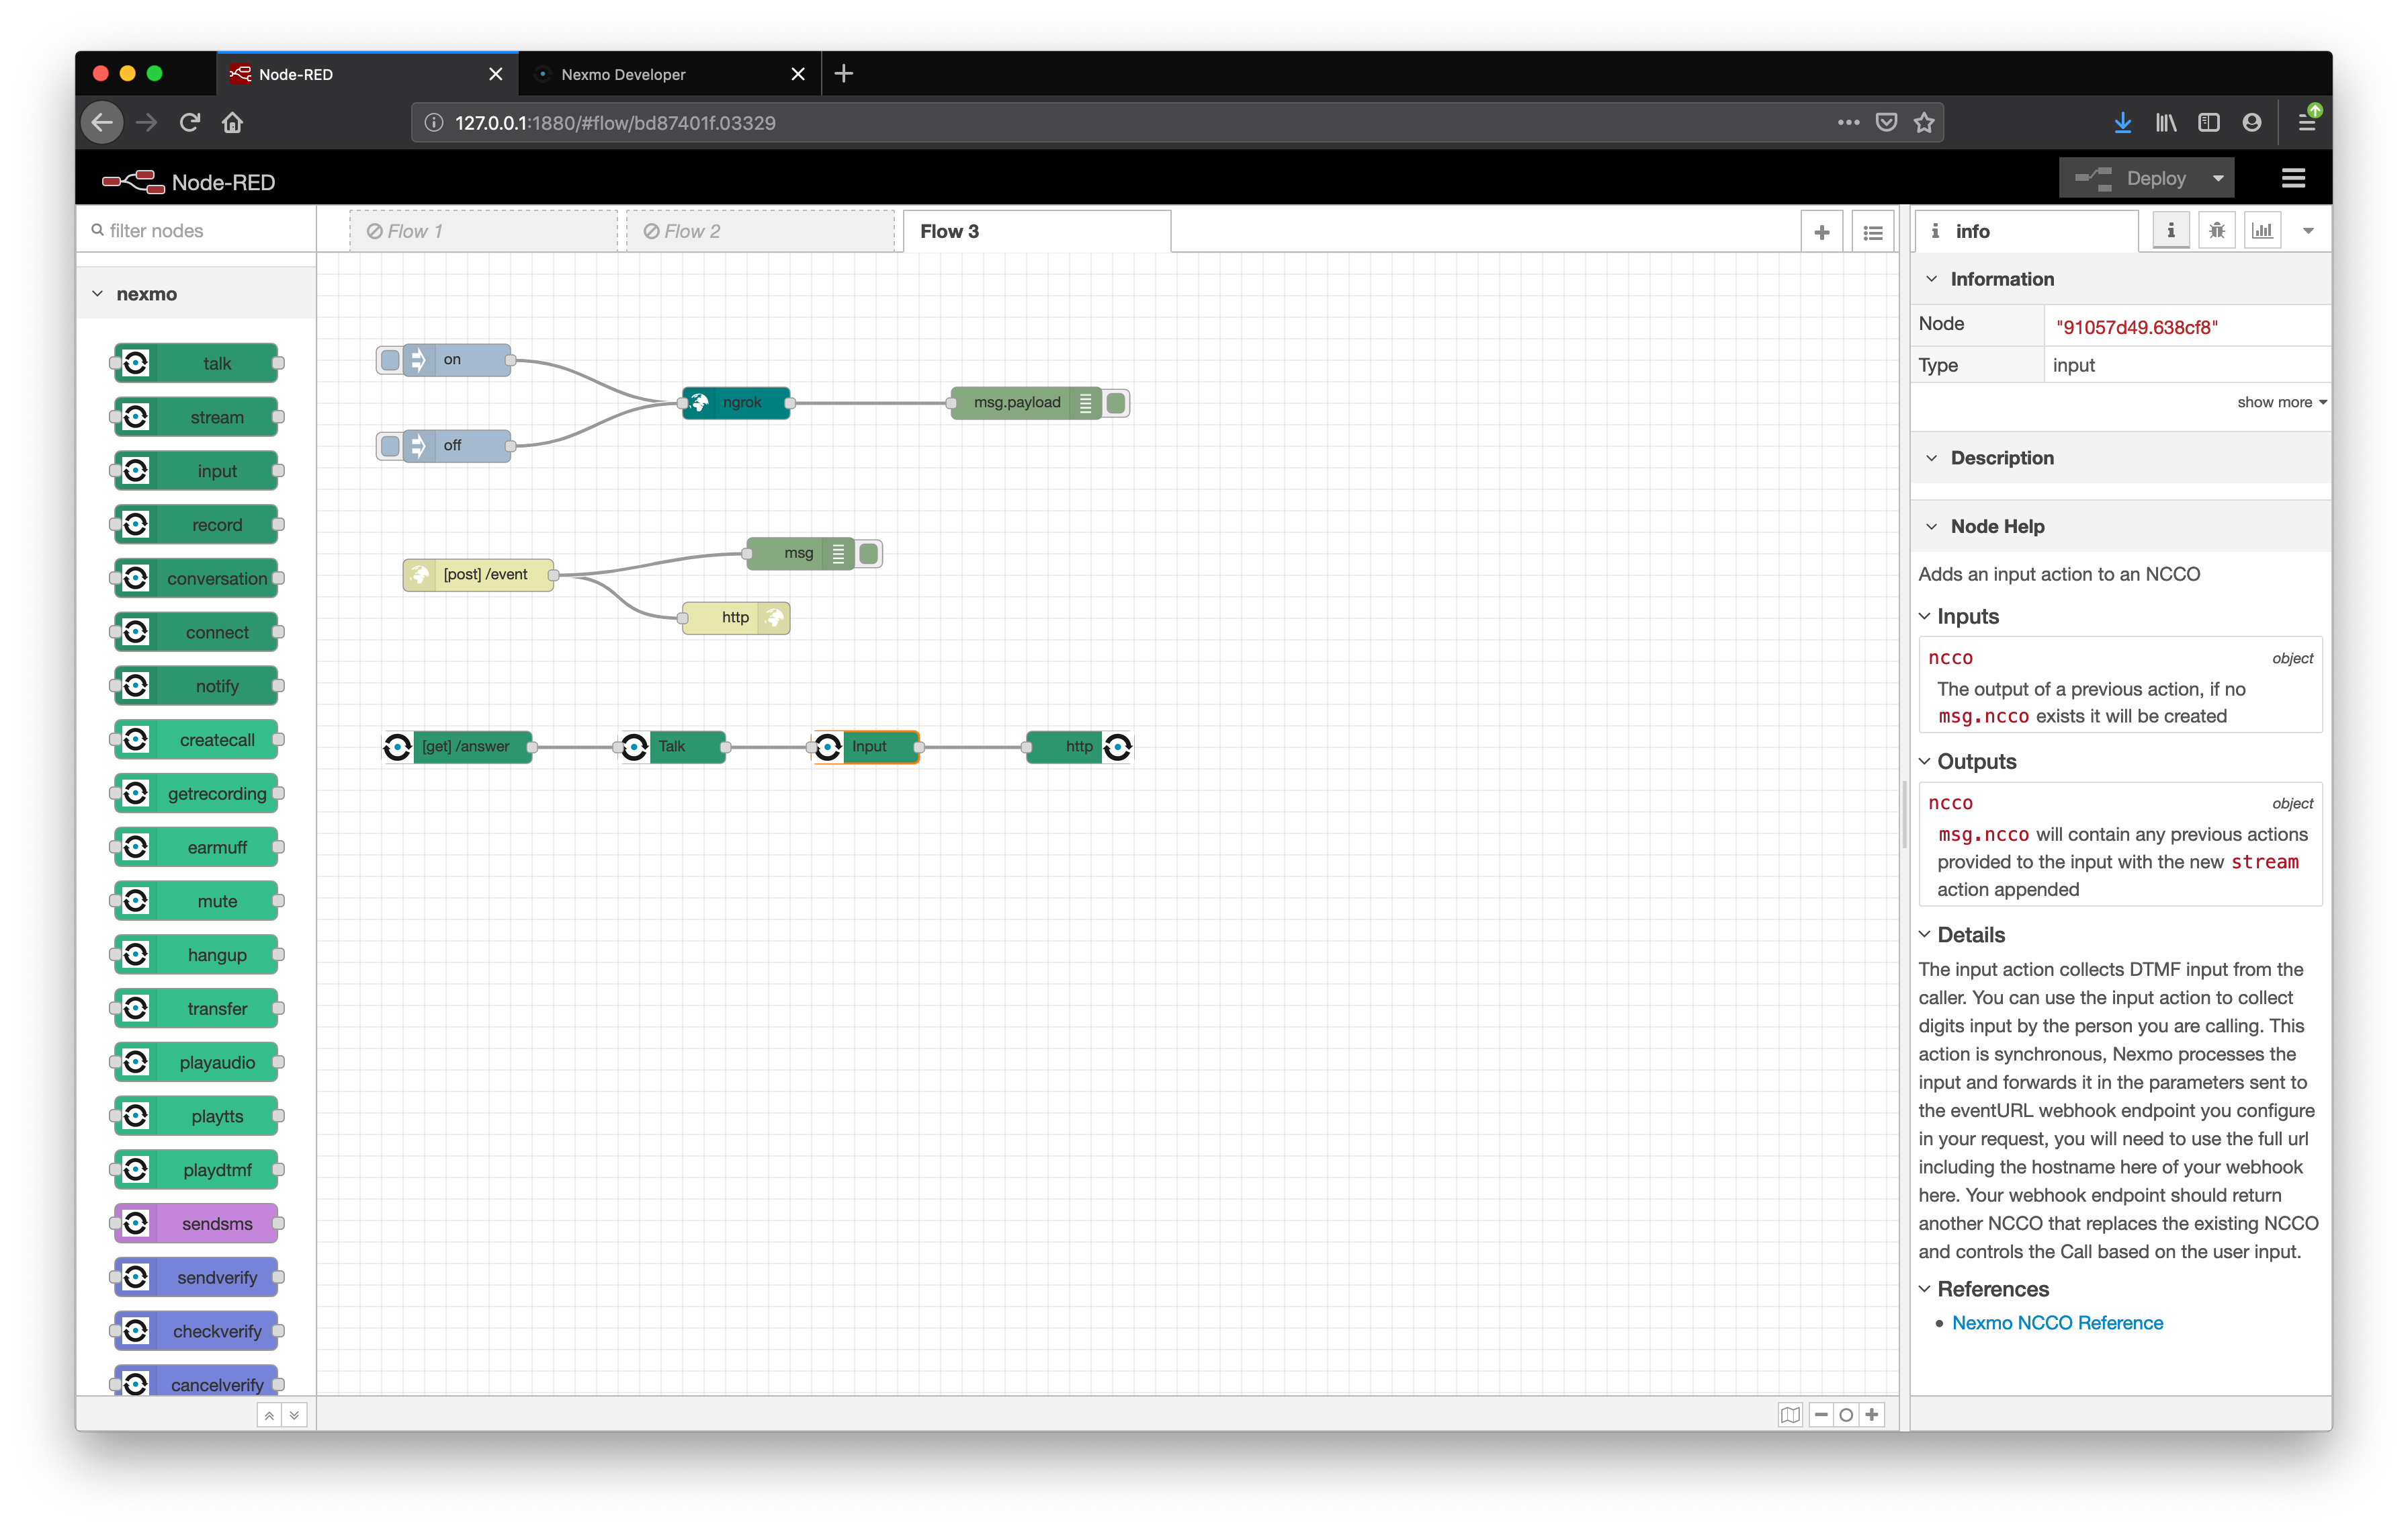 Node-RED
Nexmo Developer
127.0.0.1:1880/#flow/bd87401f.03329
Node-RED
Deploy
filter nodes
Flow 1
Flow 2
Flow 3
info
nexmo
talk
stream
input
record
conversation
connect
notify
createcall
getrecording
earmuff
mute
hangup
transfer
playaudio
playtts
playdtmf
sendsms
sendverify
checkverify
cancelverify
on
off
ngrok
msg.payload
[post] /event
msg
http
[get] /answer
Talk
Input
http
Information
Node "91057d49.638cf8"
Type input
show more
Description
Node Help
Adds an input action to an NCCO
Inputs
ncco object
The output of a previous action, if no
msg.ncco exists it will be created
Outputs
ncco object
msg.ncco will contain any previous actions
provided to the input with the new stream
action appended
Details
The input action collects DTMF input from the
caller. You can use the input action to collect
digits input by the person you are calling. This
action is synchronous, Nexmo processes the
input and forwards it in the parameters sent to
the eventURL webhook endpoint you configure
in your request, you will need to use the full url
including the hostname here of your webhook
here. Your webhook endpoint should return
another NCCO that replaces the existing NCCO
and controls the Call based on the user input.
References
Nexmo NCCO Reference